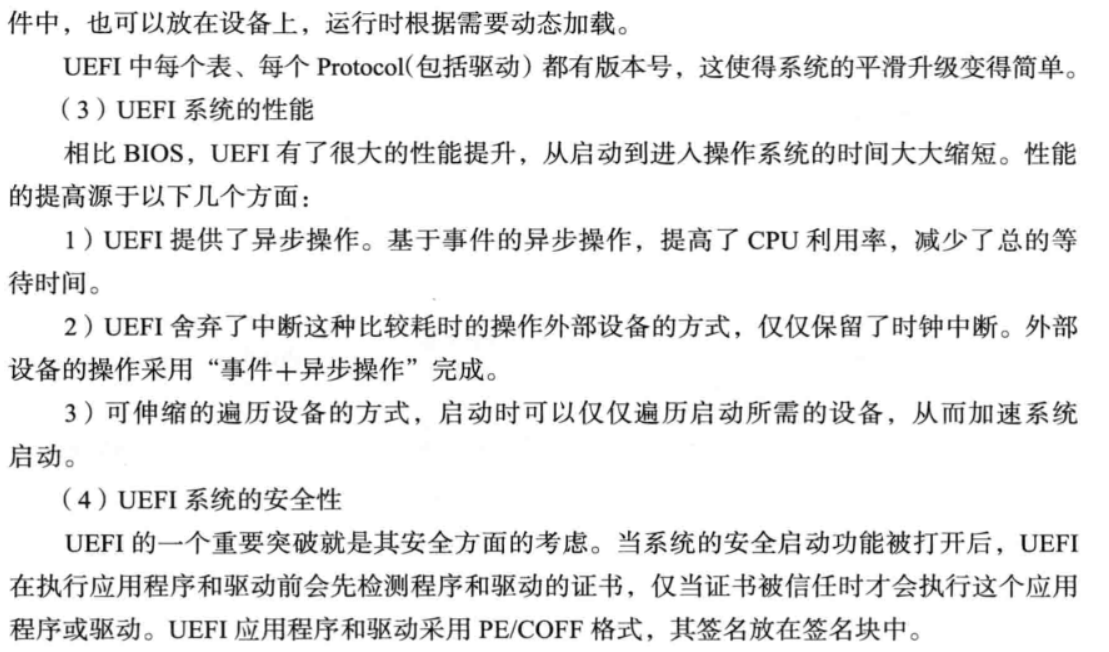 件中，也可以放在设备上，运行时根据需要动态加载。
UEFI 中每个表、每个 Protocol(包括驱动）都有版本号，这使得系统的平滑升级变得简单。
（3）UEFI 系统的性能
相比 BIOS，UEFI 有了很大的性能提升，从启动到进入操作系统的时间大大缩短。性能
的提高源于以下几个方面：
1）UEFI 提供了异步操作。基于事件的异步操作，提高了 CPU 利用率，减少了总的等
待时间。
2）UEFI 舍弃了中断这种比较耗时的操作外部设备的方式，仅仅保留了时钟中断。外部
设备的操作采用“事件＋异步操作”完成。
3）可伸缩的遍历设备的方式，启动时可以仅仅遍历启动所需的设备，从而加速系统
启动。
（4）UEFI 系统的安全性
UEFI 的一个重要突破就是其安全方面的考虑。当系统的安全启动功能被打开后，UEFI
在执行应用程序和驱动前会先检测程序和驱动的证书，仅当证书被信任时才会执行这个应用
程序或驱动。UEFI 应用程序和驱动采用 PE/COFF 格式，其签名放在签名块中。